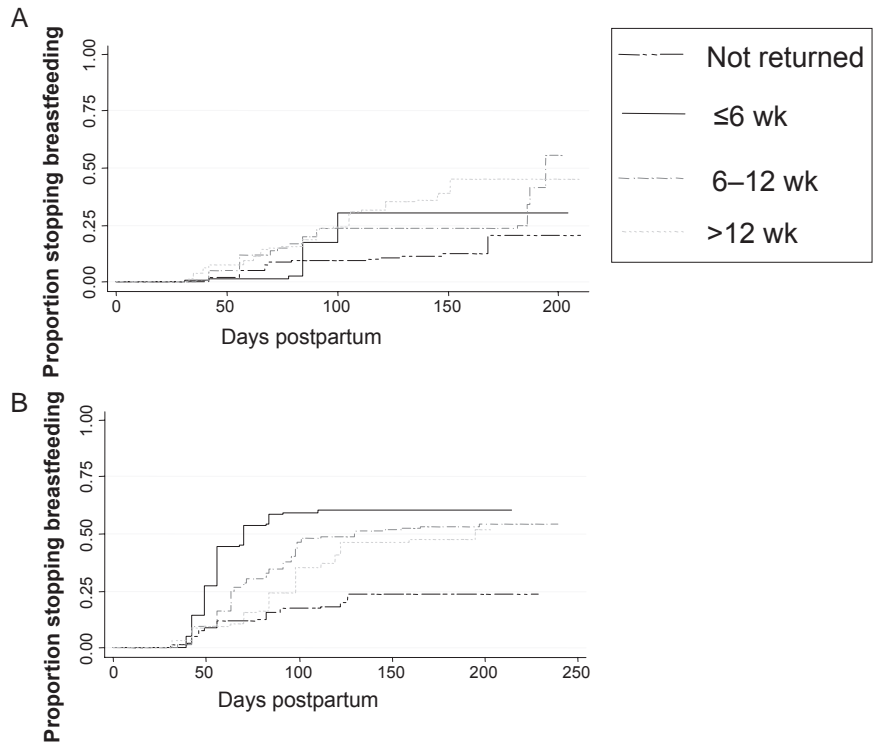 A
Proportion stopping breastfeeding
1.00
0.75
0.50
0.25
0.00
0 50 100 150 200
Days postpartum
Not returned
≤6 wk
6–12 wk
>12 wk
B
Proportion stopping breastfeeding
1.00
0.75
0.50
0.25
0.00
0 50 100 150 200 250
Days postpartum